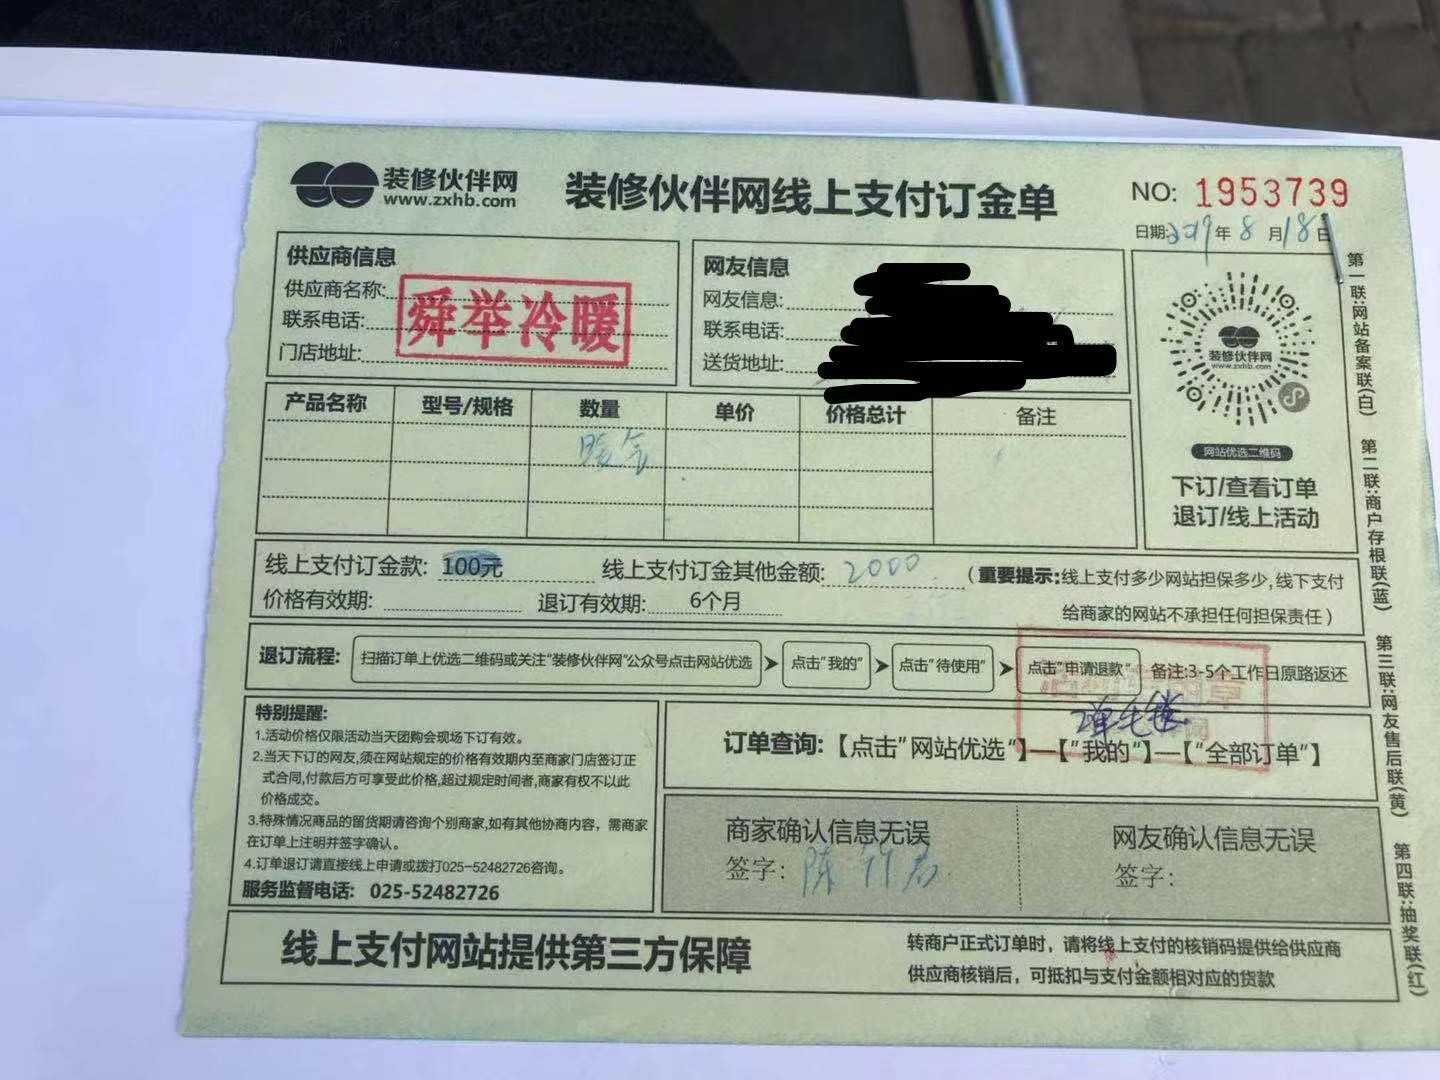 装修伙伴网
www.zxhb.com
装修伙伴网线上支付订金单
NO: 1953739
日期:2019年8月18日
供应商信息
供应商名称:
联系电话:
门店地址:
舜举冷暖
网友信息
网友信息:
联系电话:
送货地址:
装修伙伴网
www.zxhb.com
网站优选二维码
下订/查看订单
退订/线上活动
产品名称 型号/规格 数量 单价 价格总计 备注
线上支付订金款: 100元 线上支付订金其他金额: 2000 (重要提示:线上支付多少网站担保多少,线下支付
给商家的网站不承担任何担保责任)
价格有效期: 退订有效期: 6个月
退订流程: 扫描订单上优选二维码或关注"装修伙伴网"公众号点击网站优选 点击"我的" 点击"待使用" 点击"申请退款" 备注:3-5个工作日原路返还
特别提醒:
1.活动价格仅限活动当天团购会现场下订有效。
2.当天下订的网友,须在网站规定的价格有效期内至商家门店签订正
式合同,付款后方可享受此价格,超过规定时间者,商家有权不以此
价格成交。
3.特殊情况商品的留货期请咨询个别商家,如有其他协商内容，需商家
在订单上注明并签字确认。
4.订单退订请直接线上申请或拨打025-52482726咨询。
服务监督电话: 025-52482726
订单查询:【点击"网站优选"】—【"我的"】—【"全部订单"】
商家确认信息无误
签字: 陈竹君
网友确认信息无误
签字:
线上支付网站提供第三方保障
转商户正式订单时，请将线上支付的核销码提供给供应商
供应商核销后，可抵扣与支付金额相对应的货款
第一联:网站备案联(白)
第二联:商户存根联(蓝)
第三联:网友售后联(黄)
第四联:抽奖联(红)